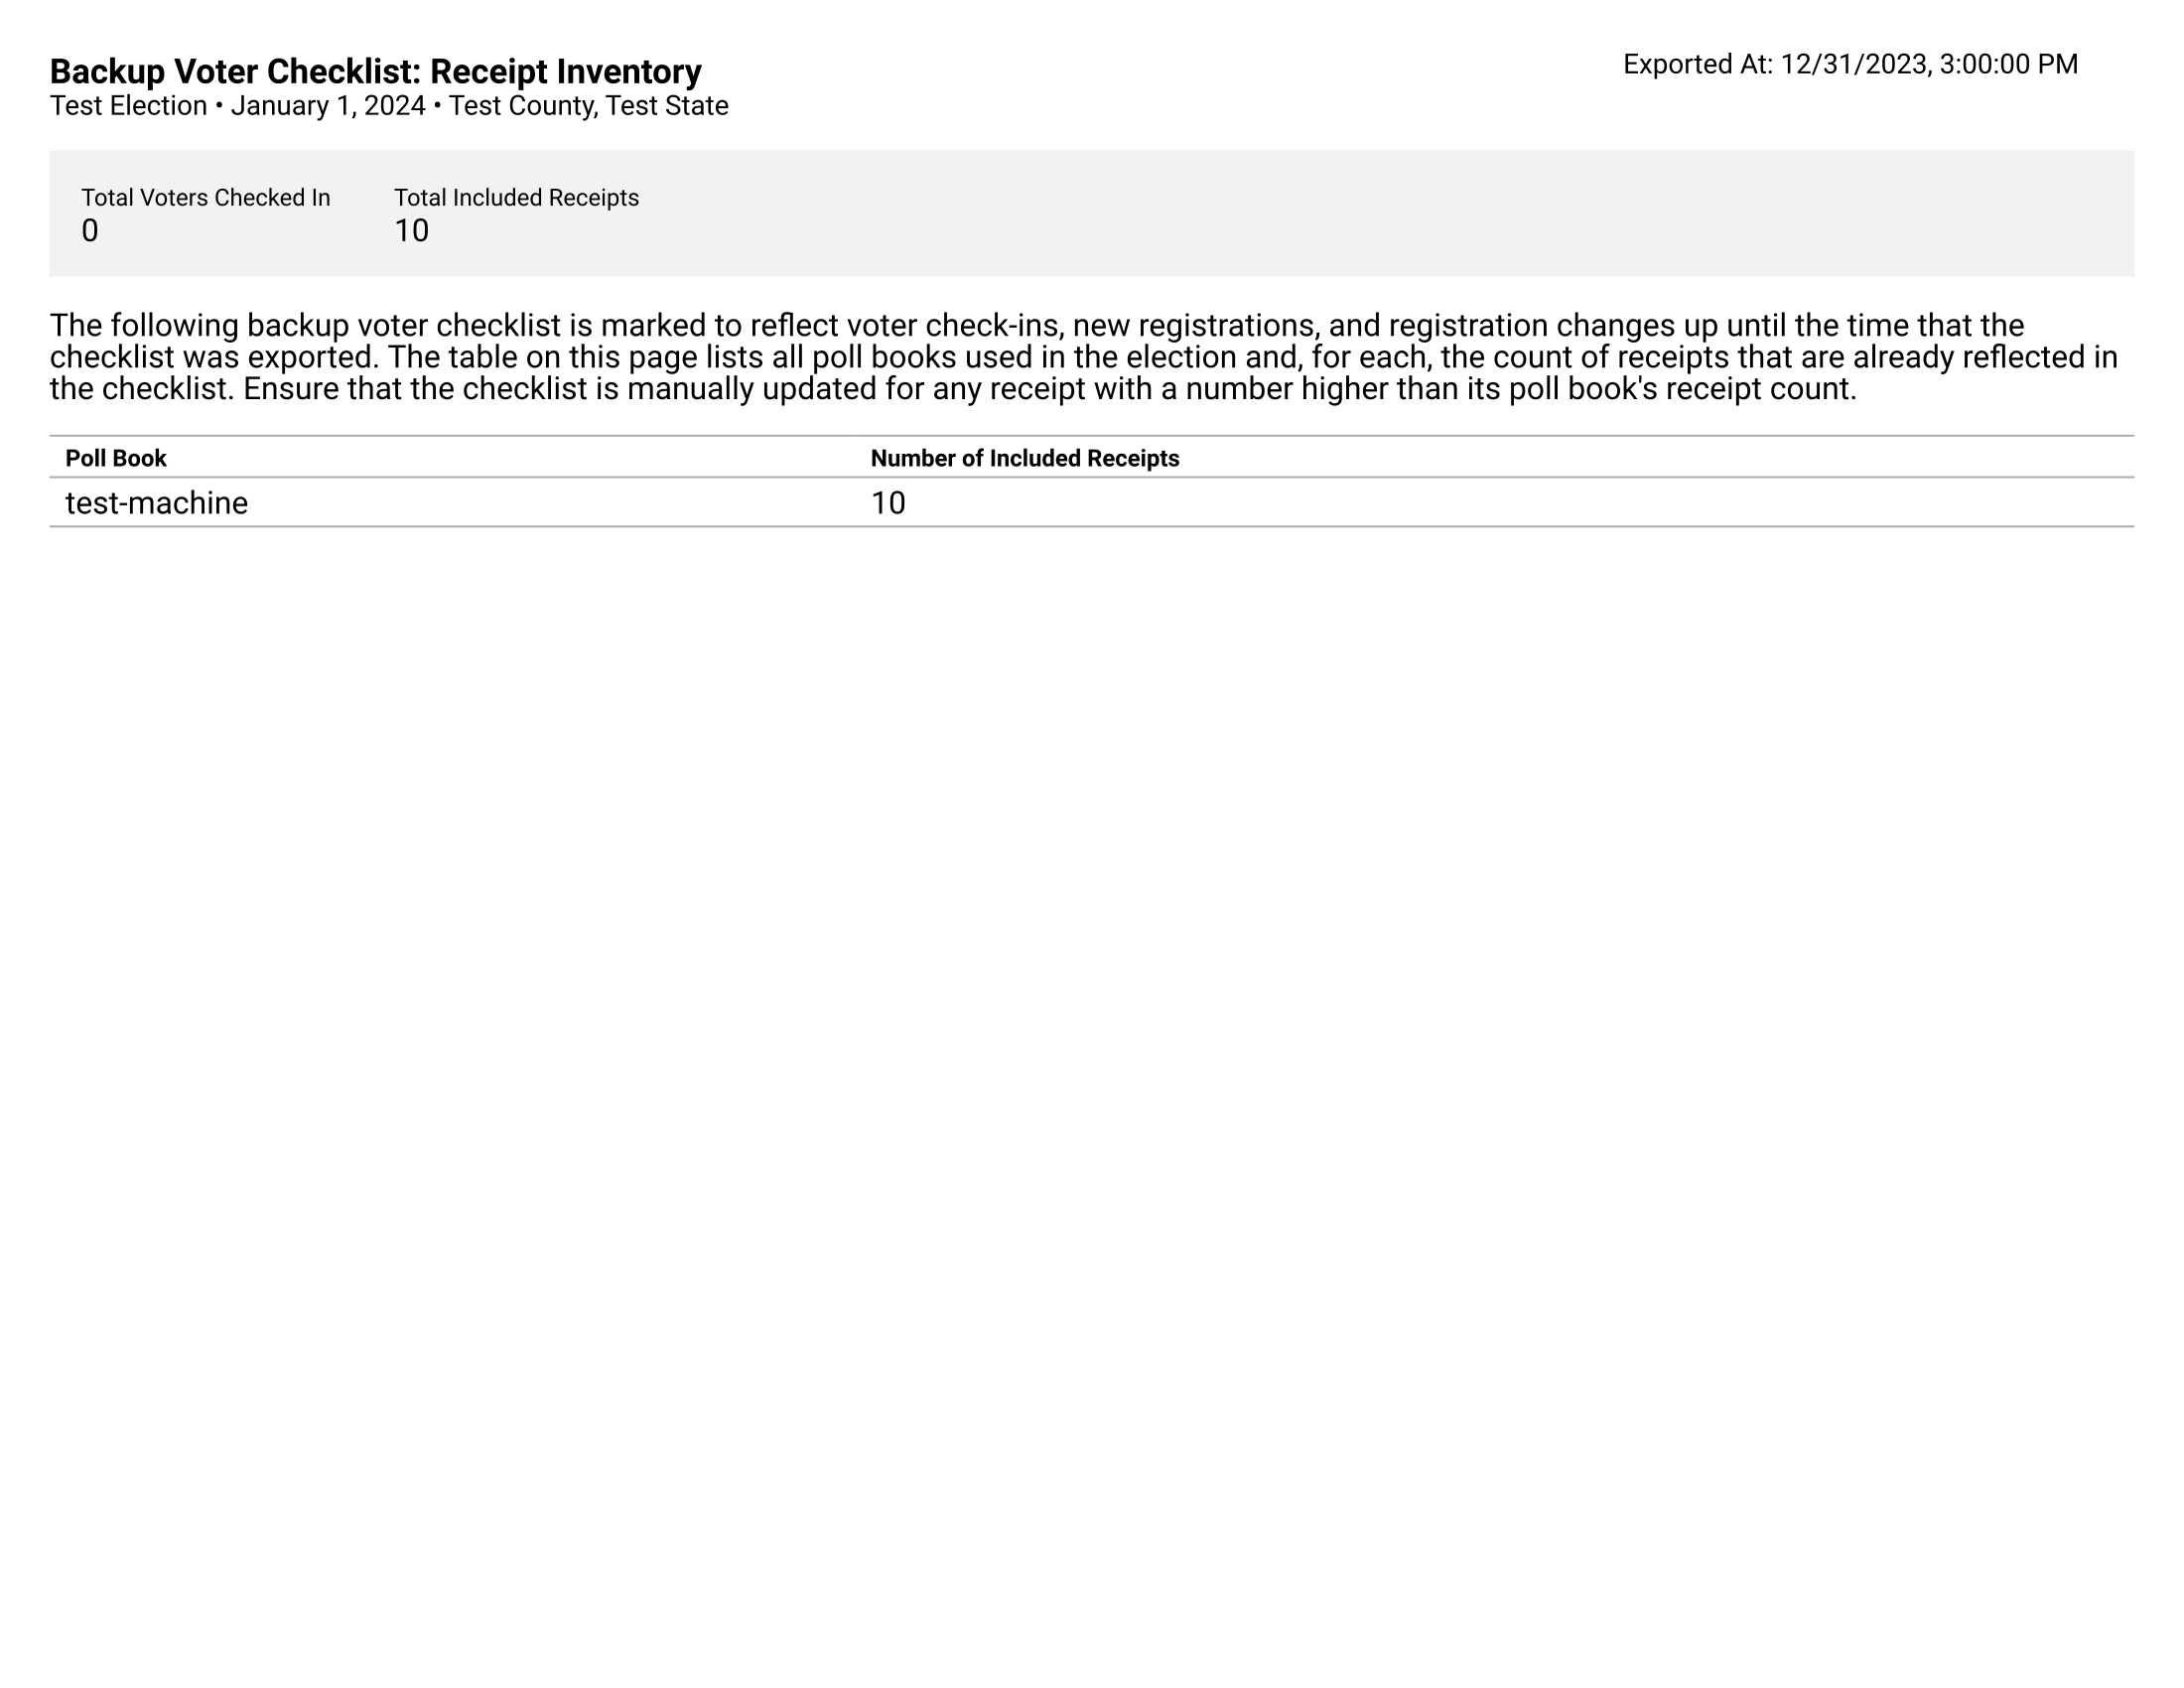 Backup Voter Checklist: Receipt Inventory
Test Election • January 1, 2024 • Test County, Test State
Exported At: 12/31/2023, 3:00:00 PM
Total Voters Checked In
0
Total Included Receipts
10
The following backup voter checklist is marked to reflect voter check-ins, new registrations, and registration changes up until the time that the
checklist was exported. The table on this page lists all poll books used in the election and, for each, the count of receipts that are already reflected in
the checklist. Ensure that the checklist is manually updated for any receipt with a number higher than its poll book's receipt count.
Poll Book Number of Included Receipts
test-machine 10